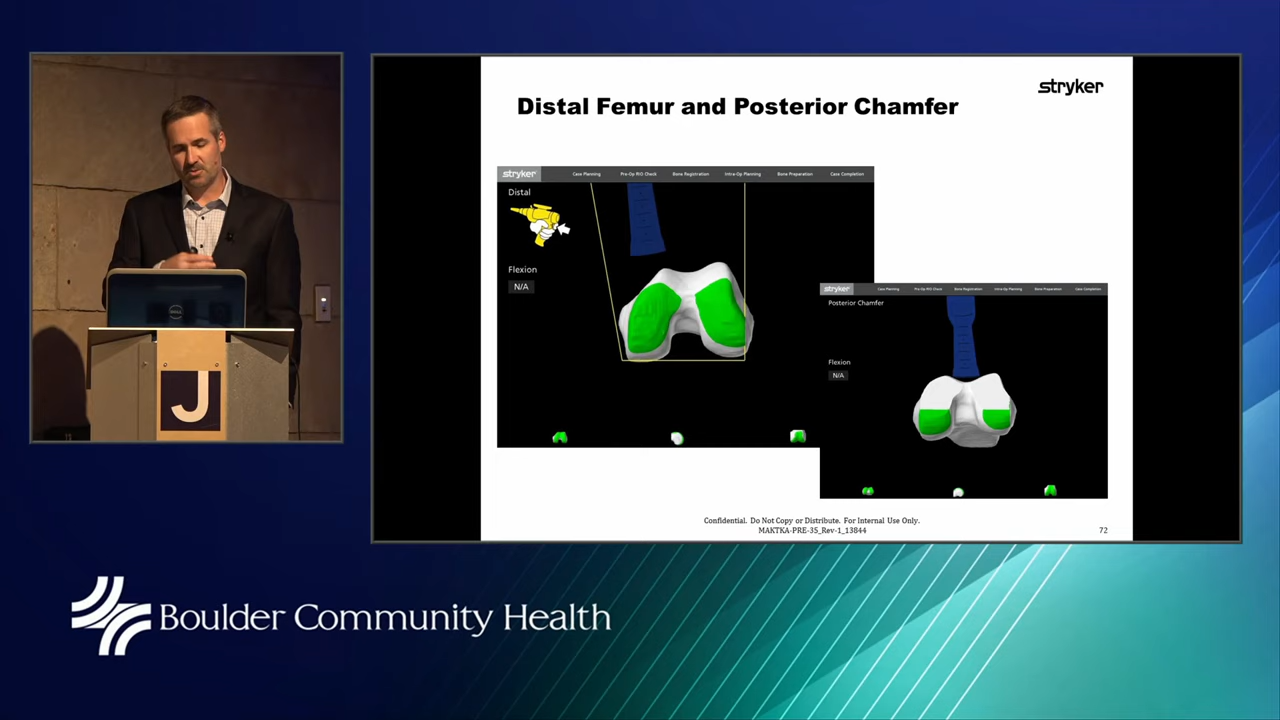 stryker
Distal Femur and Posterior Chamfer
stryker
Case Planning Pre-Op RIO Check Bone Registration Intra-Op Planning Bone Preparation Case Completion
Distal
Flexion
N/A
stryker
Case Planning Pre-Op RIO Check Bone Registration Intra-Op Planning Bone Preparation Case Completion
Posterior Chamfer
Flexion
N/A
Confidential. Do Not Copy or Distribute. For Internal Use Only.
MAKTKA-PRE-35_Rev-1_13844
72
DELL
J
Boulder Community Health